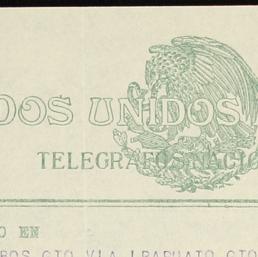 DOS UNIDOS
TELEGRAFOS NACIO
O EN
BOS GTO VIA IRAPUATO GTO